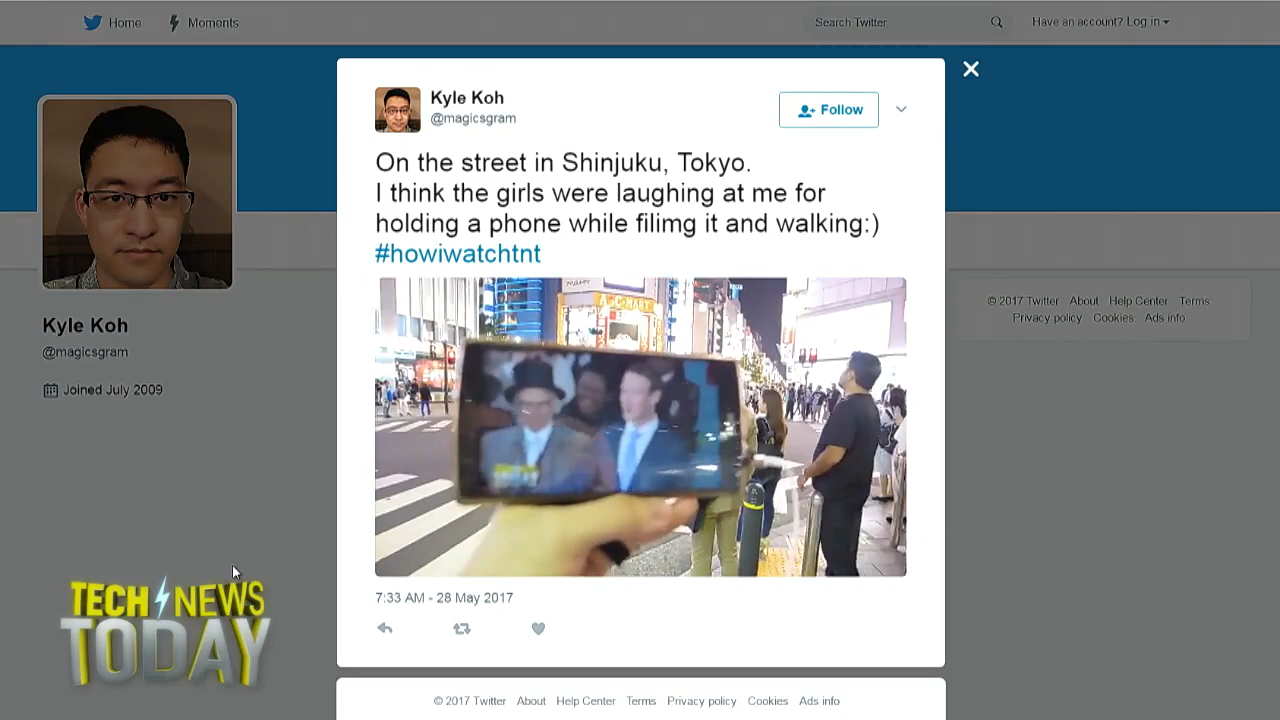 Home
Moments
Search Twitter
Have an account? Log in
Kyle Koh
@magicsgram
Follow
On the street in Shinjuku, Tokyo.
I think the girls were laughing at me for
holding a phone while filimg it and walking:)
#howiwatchtnt
7:33 AM - 28 May 2017
© 2017 Twitter About Help Center Terms Privacy policy Cookies Ads info
Kyle Koh
@magicsgram
Joined July 2009
© 2017 Twitter About Help Center Terms
Privacy policy Cookies Ads info
TECH NEWS
TODAY